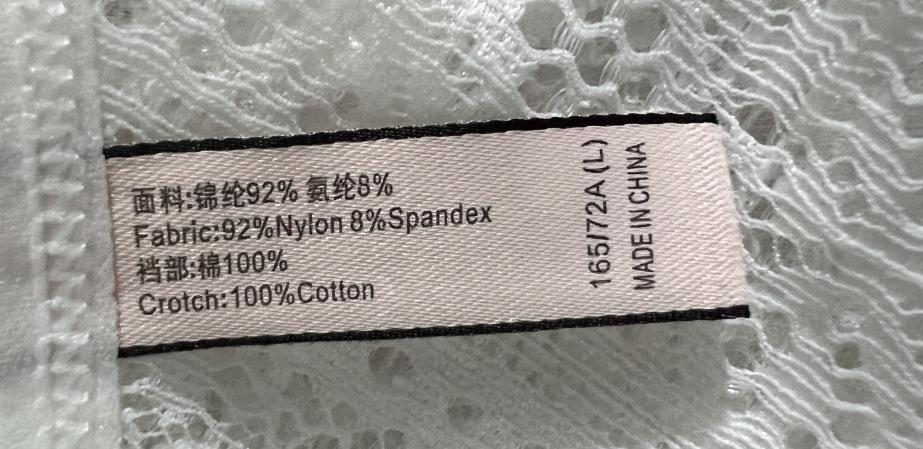 面料:锦纶92% 氨纶8%
Fabric:92%Nylon 8%Spandex
裆部:棉100%
Crotch:100%Cotton
165/72A (L)
MADE IN CHINA